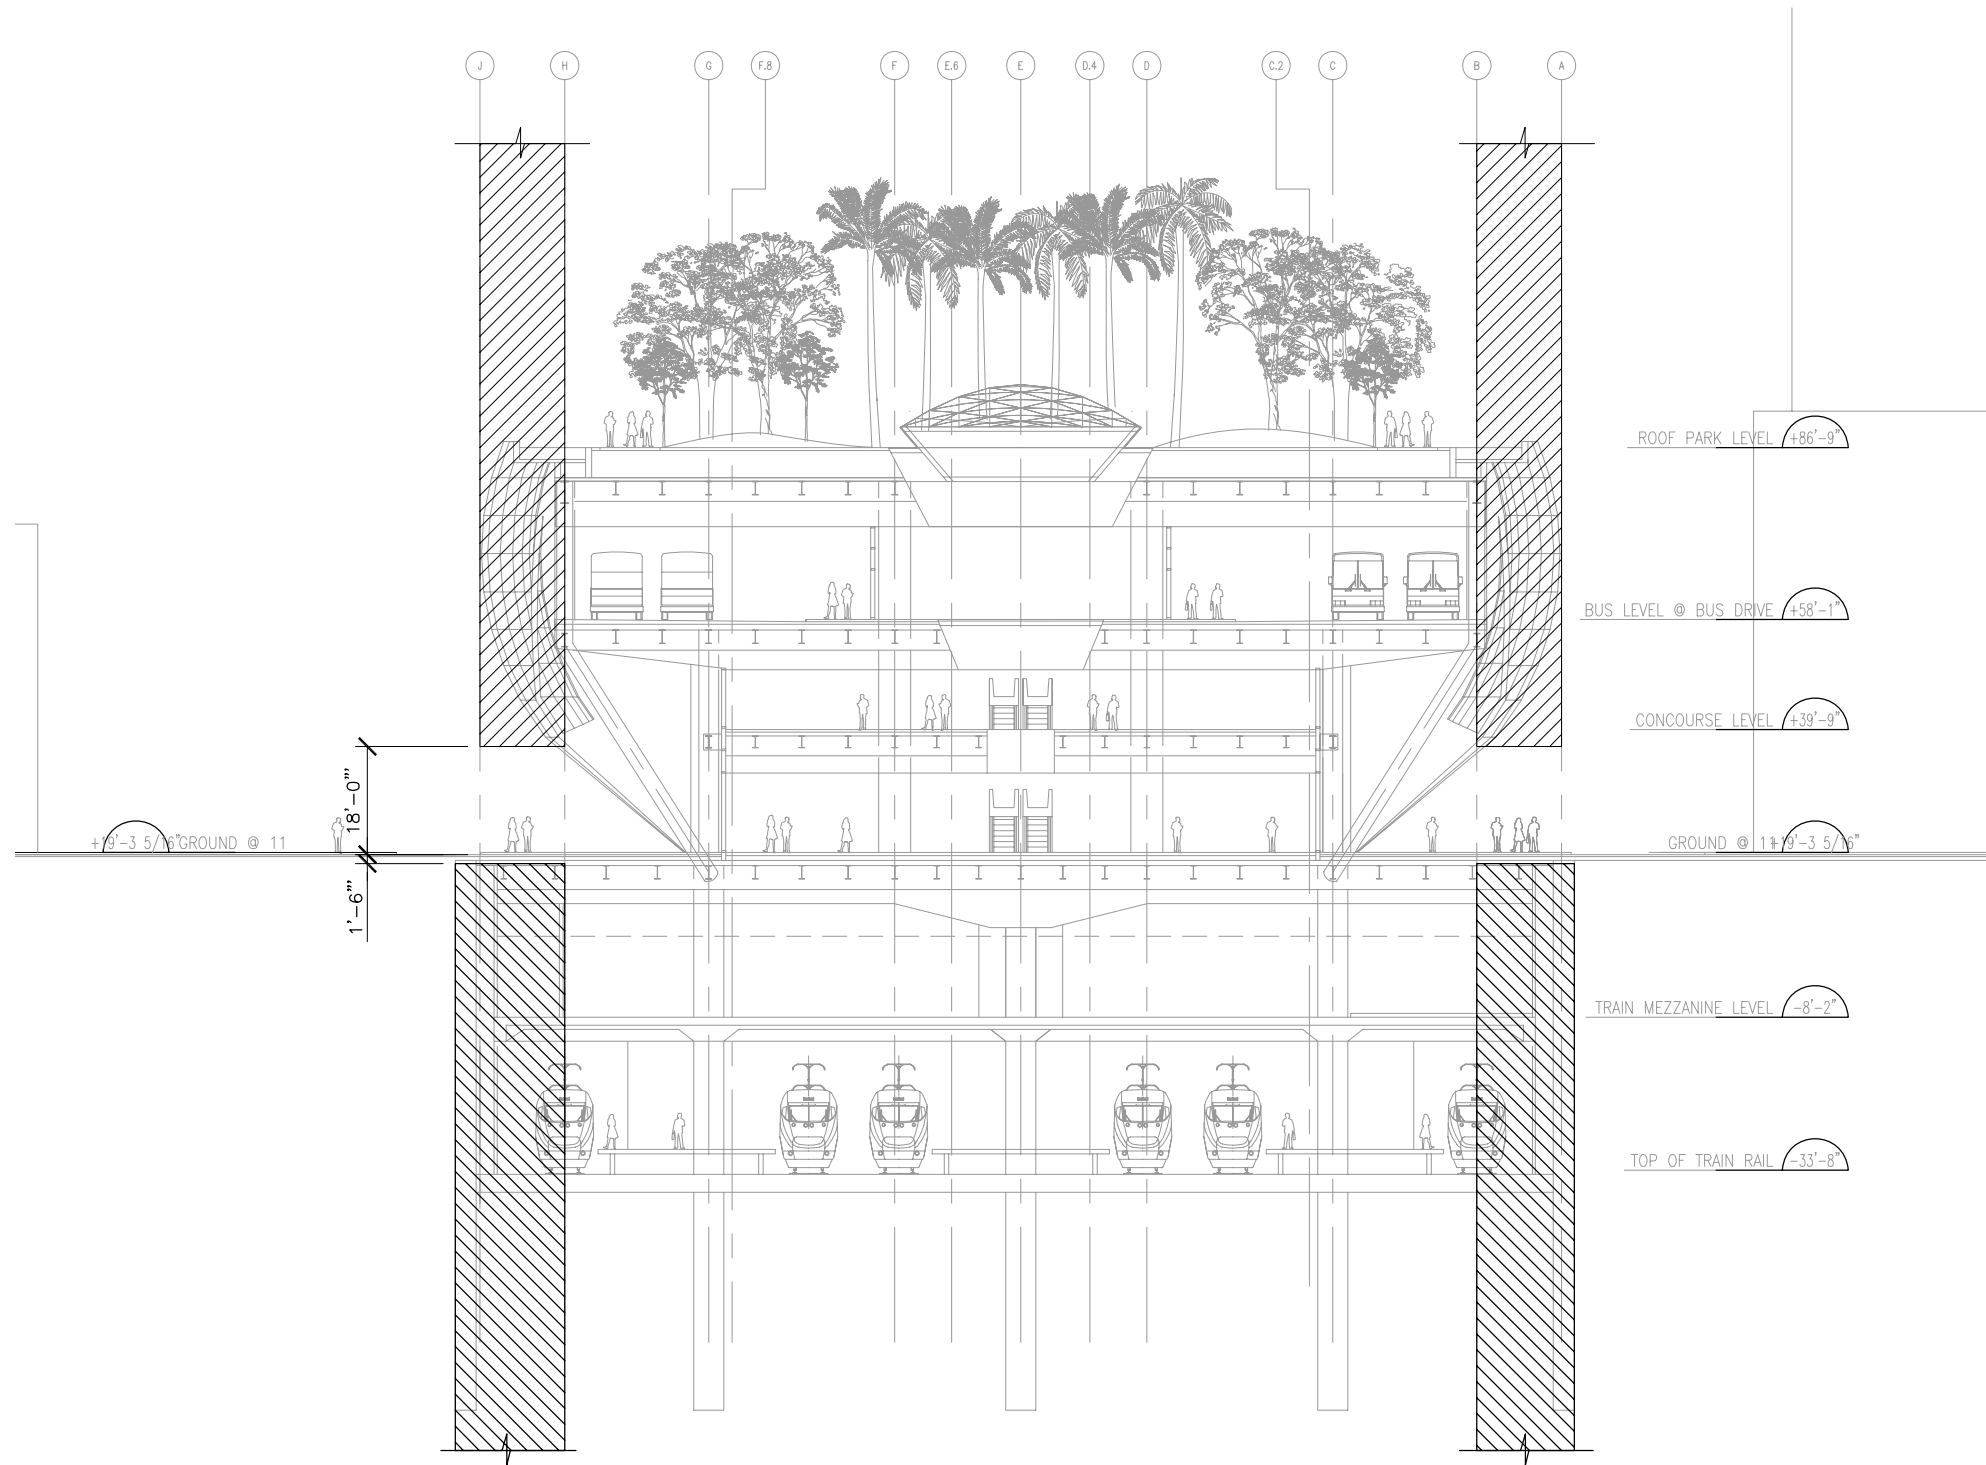 J H G F.8 F E.6 E D.4 D C.2 C B A
ROOF PARK LEVEL +86'-9"
BUS LEVEL @ BUS DRIVE +58'-1"
CONCOURSE LEVEL +39'-9"
18'-0'"
+19'-3 5/16" GROUND @ 11
GROUND @ 11 +19'-3 5/16"
1'-6'"
TRAIN MEZZANINE LEVEL -8'-2"
TOP OF TRAIN RAIL -33'-8"